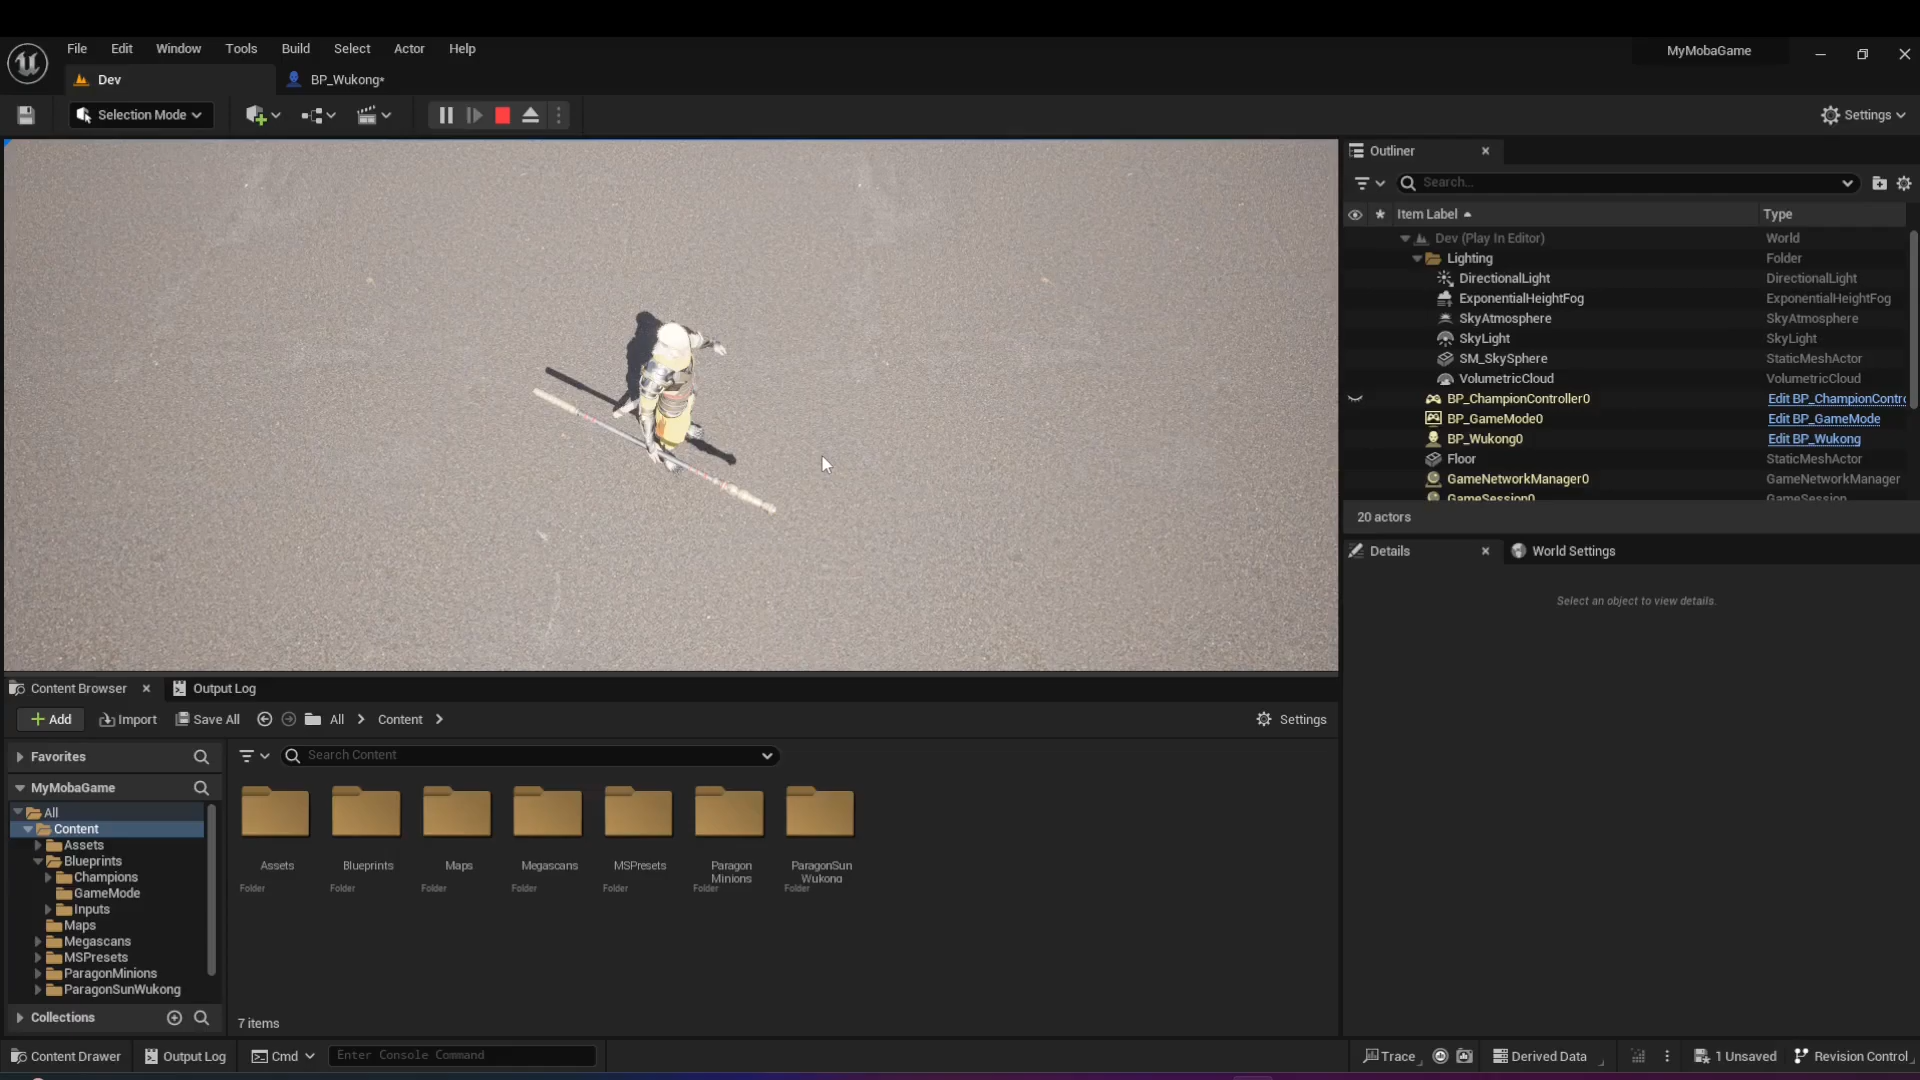 File Edit Window Tools Build Select Actor Help
MyMobaGame
Dev
BP_Wukong*
Selection Mode
Settings
Outliner
Search...
Item Label Type
Dev (Play In Editor) World
Lighting Folder
DirectionalLight DirectionalLight
ExponentialHeightFog ExponentialHeightFog
SkyAtmosphere SkyAtmosphere
SkyLight SkyLight
SM_SkySphere StaticMeshActor
VolumetricCloud VolumetricCloud
BP_ChampionController0 Edit BP_ChampionContro
BP_GameMode0 Edit BP_GameMode
BP_Wukong0 Edit BP_Wukong
Floor StaticMeshActor
GameNetworkManager0 GameNetworkManager
GameSession0 GameSession
20 actors
Details World Settings
Select an object to view details.
Content Browser Output Log
Add Import Save All All Content Settings
Favorites
Search Content
MyMobaGame
All
Content
Assets
Blueprints
Champions
GameMode
Inputs
Maps
Megascans
MSPresets
ParagonMinions
ParagonSunWukong
Collections
Assets
Folder
Blueprints
Folder
Maps
Folder
Megascans
Folder
MSPresets
Folder
Paragon
Minions
Folder
ParagonSun
Wukong
Folder
7 items
Content Drawer Output Log Cmd Enter Console Command Trace Derived Data 1 Unsaved Revision Control